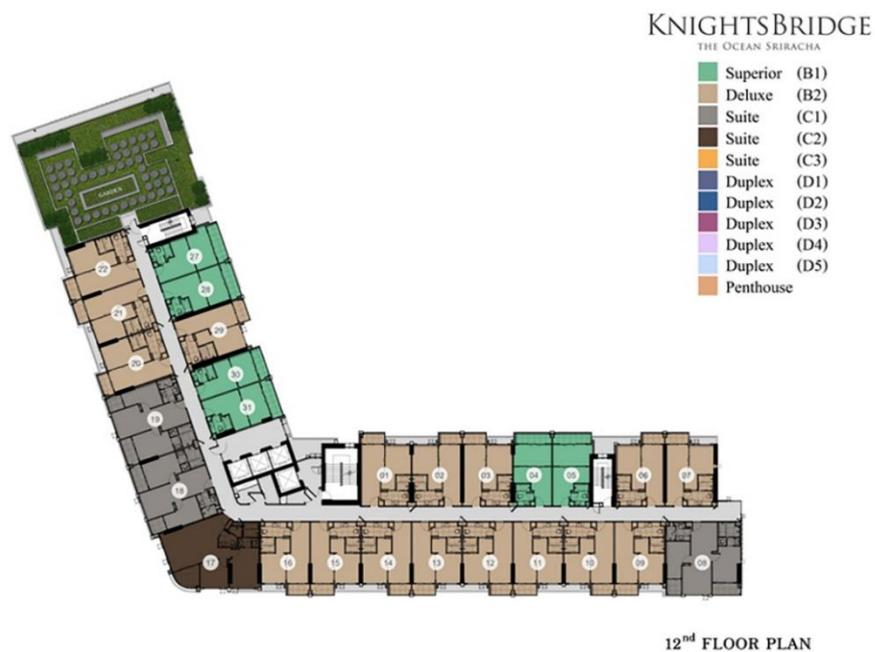 KNIGHTSBRIDGE
THE OCEAN SRIRACHA
Superior (B1)
Deluxe (B2)
Suite (C1)
Suite (C2)
Suite (C3)
Duplex (D1)
Duplex (D2)
Duplex (D3)
Duplex (D4)
Duplex (D5)
Penthouse
GARDEN
22
27
21
28
20
29
30
19
31
18
01
02
03
04
05
06
07
17
16
15
14
13
12
11
10
09
08
12nd FLOOR PLAN